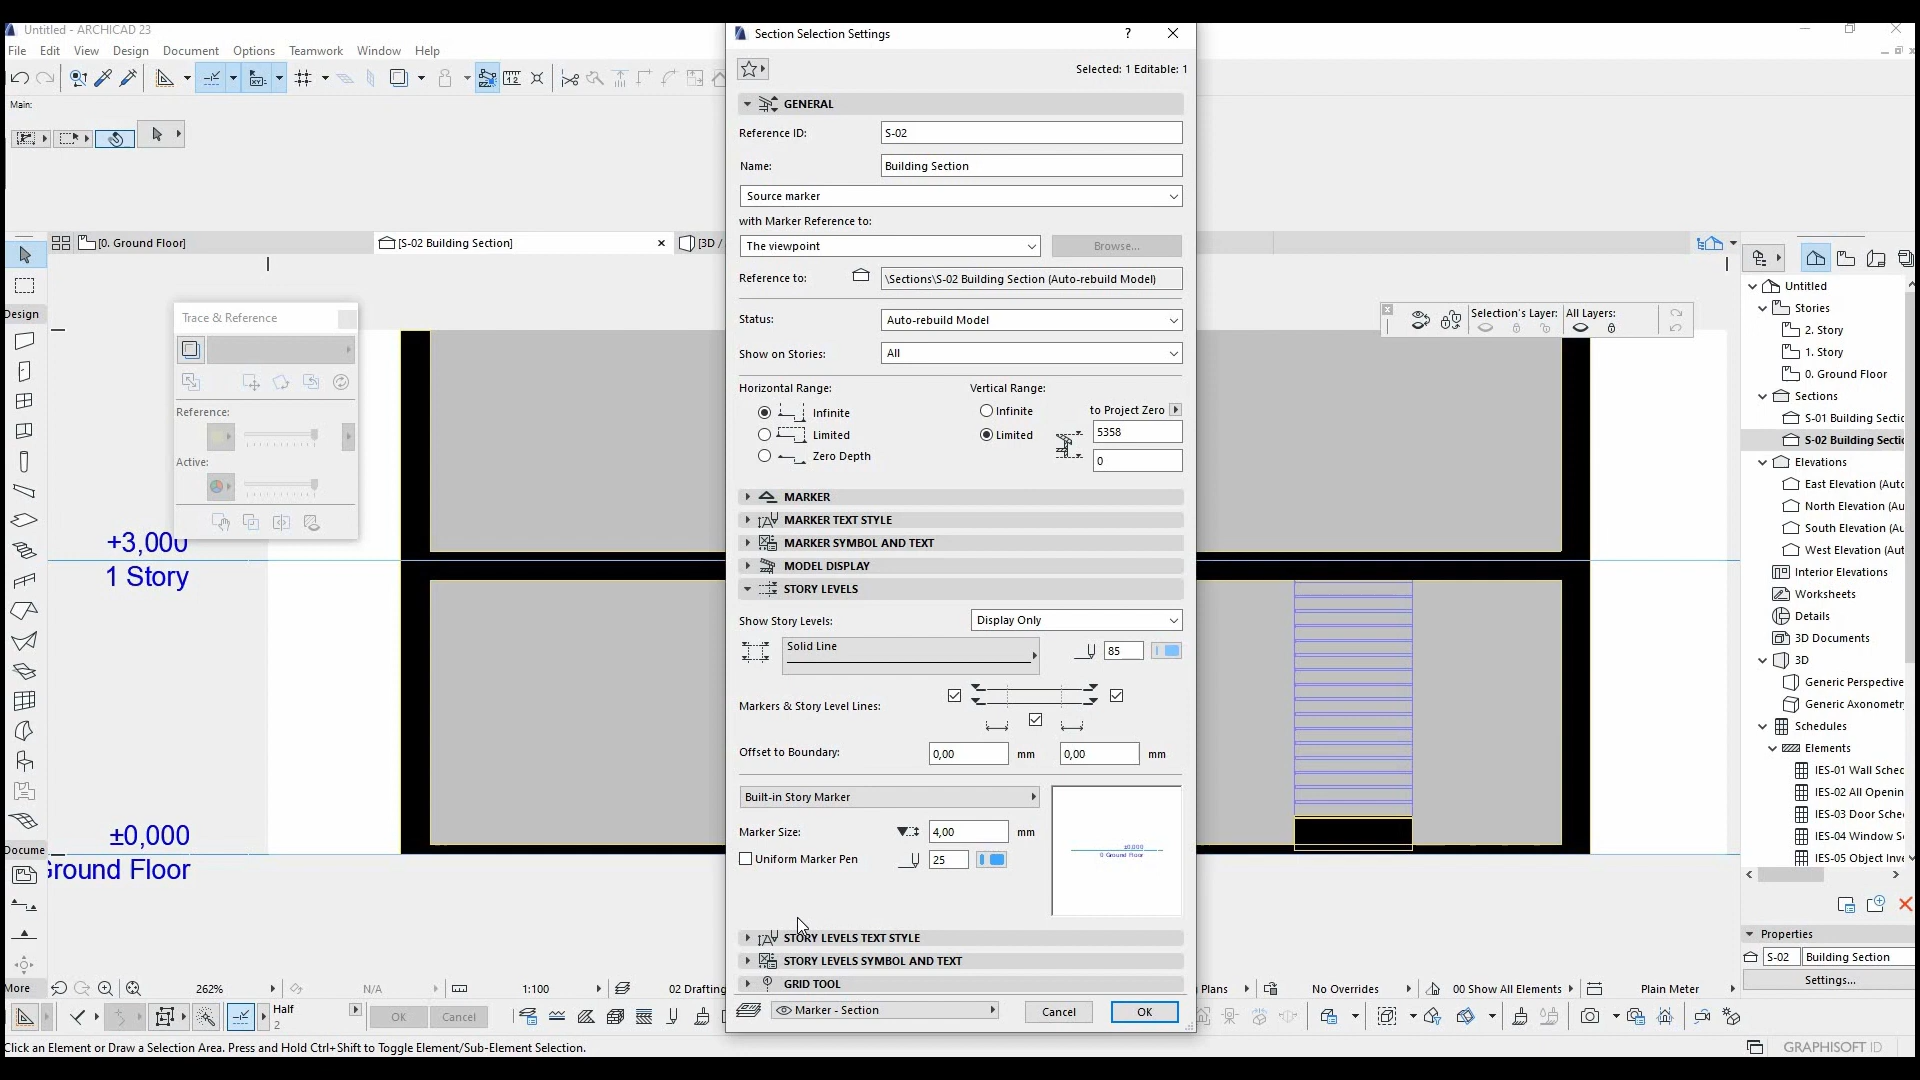 Untitled - ARCHICAD 23
File Edit View Design Document Options Teamwork Window Help
Main:
[0. Ground Floor]
[S-02 Building Section]
[3D /
Design
Trace & Reference
Reference:
Active:
+3,000
1 Story
±0,000
Ground Floor
Docume
More
262%
N/A
1:100
02 Drafting
Half
2
OK
Cancel
Click an Element or Draw a Selection Area. Press and Hold Ctrl+Shift to Toggle Element/Sub-Element Selection.
Section Selection Settings
?
Selected: 1 Editable: 1
GENERAL
Reference ID: S-02
Name: Building Section
Source marker
with Marker Reference to:
The viewpoint Browse...
Reference to: \Sections\S-02 Building Section (Auto-rebuild Model)
Status: Auto-rebuild Model
Show on Stories: All
Horizontal Range: Vertical Range:
Infinite Infinite to Project Zero
Limited Limited 5358
Zero Depth 0
MARKER
MARKER TEXT STYLE
MARKER SYMBOL AND TEXT
MODEL DISPLAY
STORY LEVELS
Show Story Levels: Display Only
Solid Line 85
Markers & Story Level Lines:
Offset to Boundary: 0,00 mm 0,00 mm
Built-in Story Marker
Marker Size: 4,00 mm
Uniform Marker Pen 25
±0,000
0 Ground Floor
STORY LEVELS TEXT STYLE
STORY LEVELS SYMBOL AND TEXT
GRID TOOL
Marker - Section Cancel OK
Selection's Layer: All Layers:
Untitled
Stories
2. Story
1. Story
0. Ground Floor
Sections
S-01 Building Sectio
S-02 Building Sectio
Elevations
East Elevation (Auto
North Elevation (Au
South Elevation (Au
West Elevation (Aut
Interior Elevations
Worksheets
Details
3D Documents
3D
Generic Perspective
Generic Axonometr
Schedules
Elements
IES-01 Wall Sched
IES-02 All Openin
IES-03 Door Sche
IES-04 Window S
IES-05 Object Inve
Properties
S-02 Building Section
Settings...
Plans
No Overrides
00 Show All Elements
Plain Meter
GRAPHISOFT ID